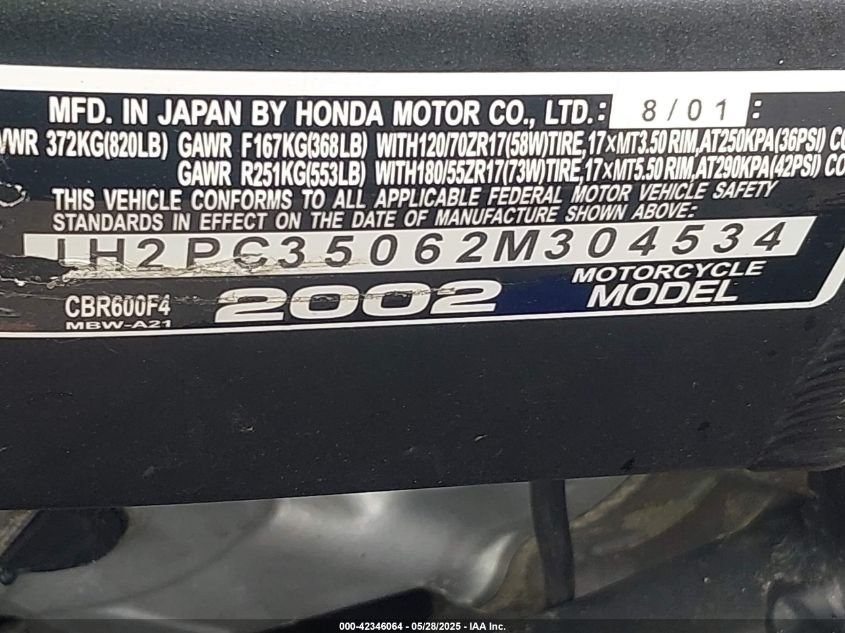 MFD. IN JAPAN BY HONDA MOTOR CO., LTD.: 8/01 :
VWR 372KG(820LB) GAWR F167KG(368LB) WITH120/70ZR17(58W)TIRE,17×MT3.50 RIM,AT250KPA(36PSI) CO
GAWR R251KG(553LB) WITH180/55ZR17(73W)TIRE,17×MT5.50 RIM,AT290KPA(42PSI) CO
THIS VEHICLE CONFORMS TO ALL APPLICABLE FEDERAL MOTOR VEHICLE SAFETY
STANDARDS IN EFFECT ON THE DATE OF MANUFACTURE SHOWN ABOVE:
JH2PC35062M304534
CBR600F4 2002 MOTORCYCLE
MBW-A21 MODEL
000-42346064 - 05/28/2025 - IAA Inc.